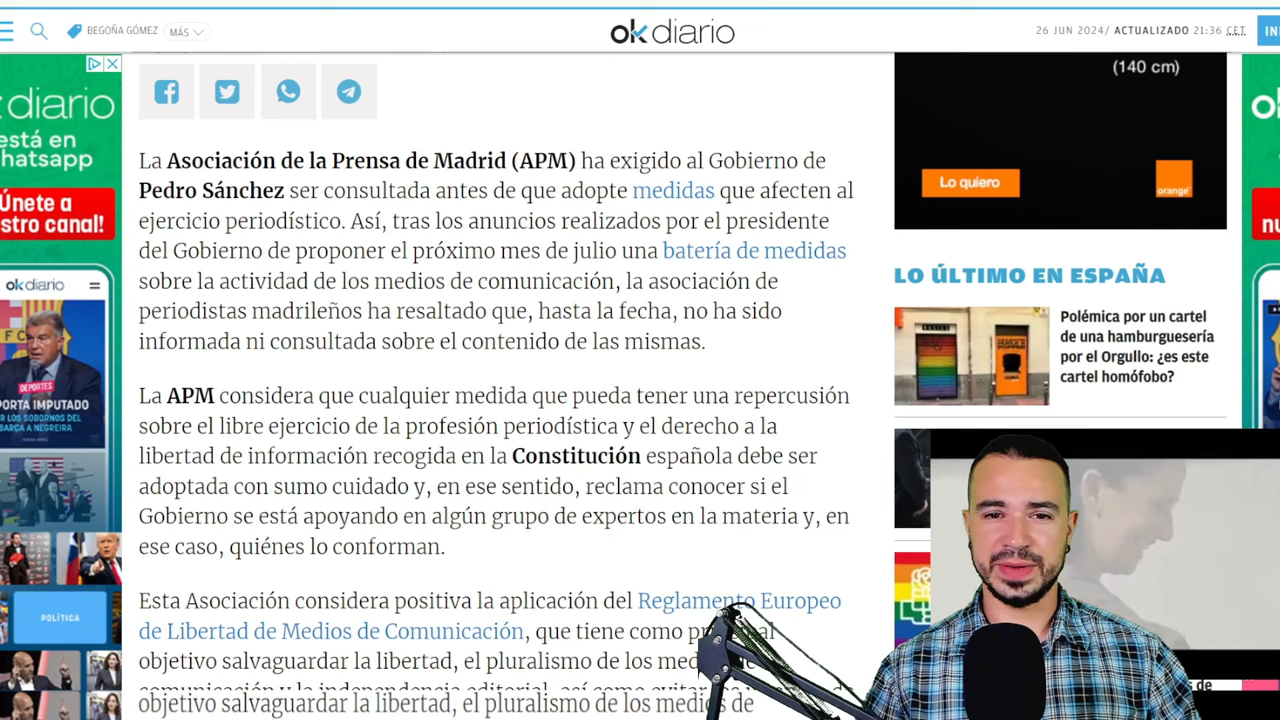 BEGOÑA GÓMEZ
MÁS
okdiario
26 JUN 2024/ ACTUALIZADO 21:36 CET
diario
está en
Únete a
stro canal!
okdiario
DEPORTES
PORTA IMPUTADO
POLÍTICA
La Asociación de la Prensa de Madrid (APM) ha exigido al Gobierno de
Pedro Sánchez ser consultada antes de que adopte medidas que afecten al
ejercicio periodístico. Así, tras los anuncios realizados por el presidente
del Gobierno de proponer el próximo mes de julio una batería de medidas
sobre la actividad de los medios de comunicación, la asociación de
periodistas madrileños ha resaltado que, hasta la fecha, no ha sido
informada ni consultada sobre el contenido de las mismas.
La APM considera que cualquier medida que pueda tener una repercusión
sobre el libre ejercicio de la profesión periodística y el derecho a la
libertad de información recogida en la Constitución española debe ser
adoptada con sumo cuidado y, en ese sentido, reclama conocer si el
Gobierno se está apoyando en algún grupo de expertos en la materia y, en
ese caso, quiénes lo conforman.
Esta Asociación considera positiva la aplicación del Reglamento Europeo
de Libertad de Medios de Comunicación, que tiene como principal
objetivo salvaguardar la libertad, el pluralismo de los medios de
objetivo salvaguardar la libertad, el pluralismo de los medios de
(140 cm)
Lo quiero
orange
LO ÚLTIMO EN ESPAÑA
Polémica por un cartel
de una hamburguesería
por el Orgullo: ¿es este
cartel homófobo?